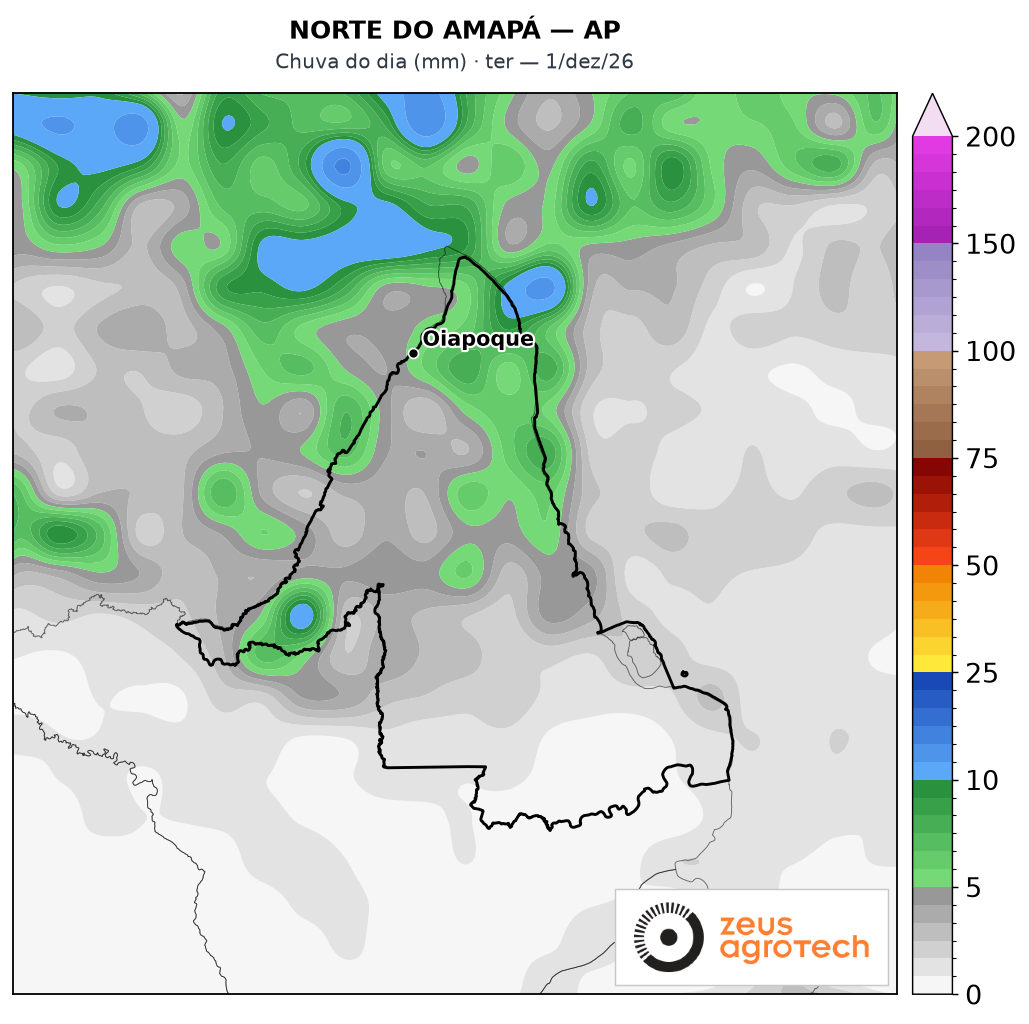 NORTE DO AMAPÁ — AP
Chuva do dia (mm) · ter — 1/dez/26
200
150
100
75
50
25
10
5
0
Oiapoque
zeus
agrotech